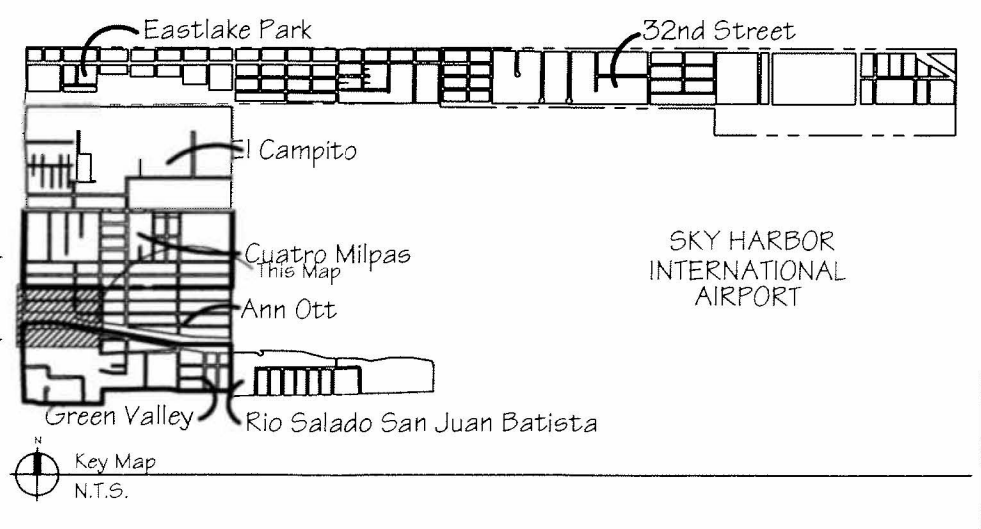 Eastlake Park
32nd Street
El Campito
Cuatro Milpas
This Map
SKY HARBOR
INTERNATIONAL
AIRPORT
Ann Ott
Green Valley
Rio Salado San Juan Batista
N
Key Map
N.T.S.